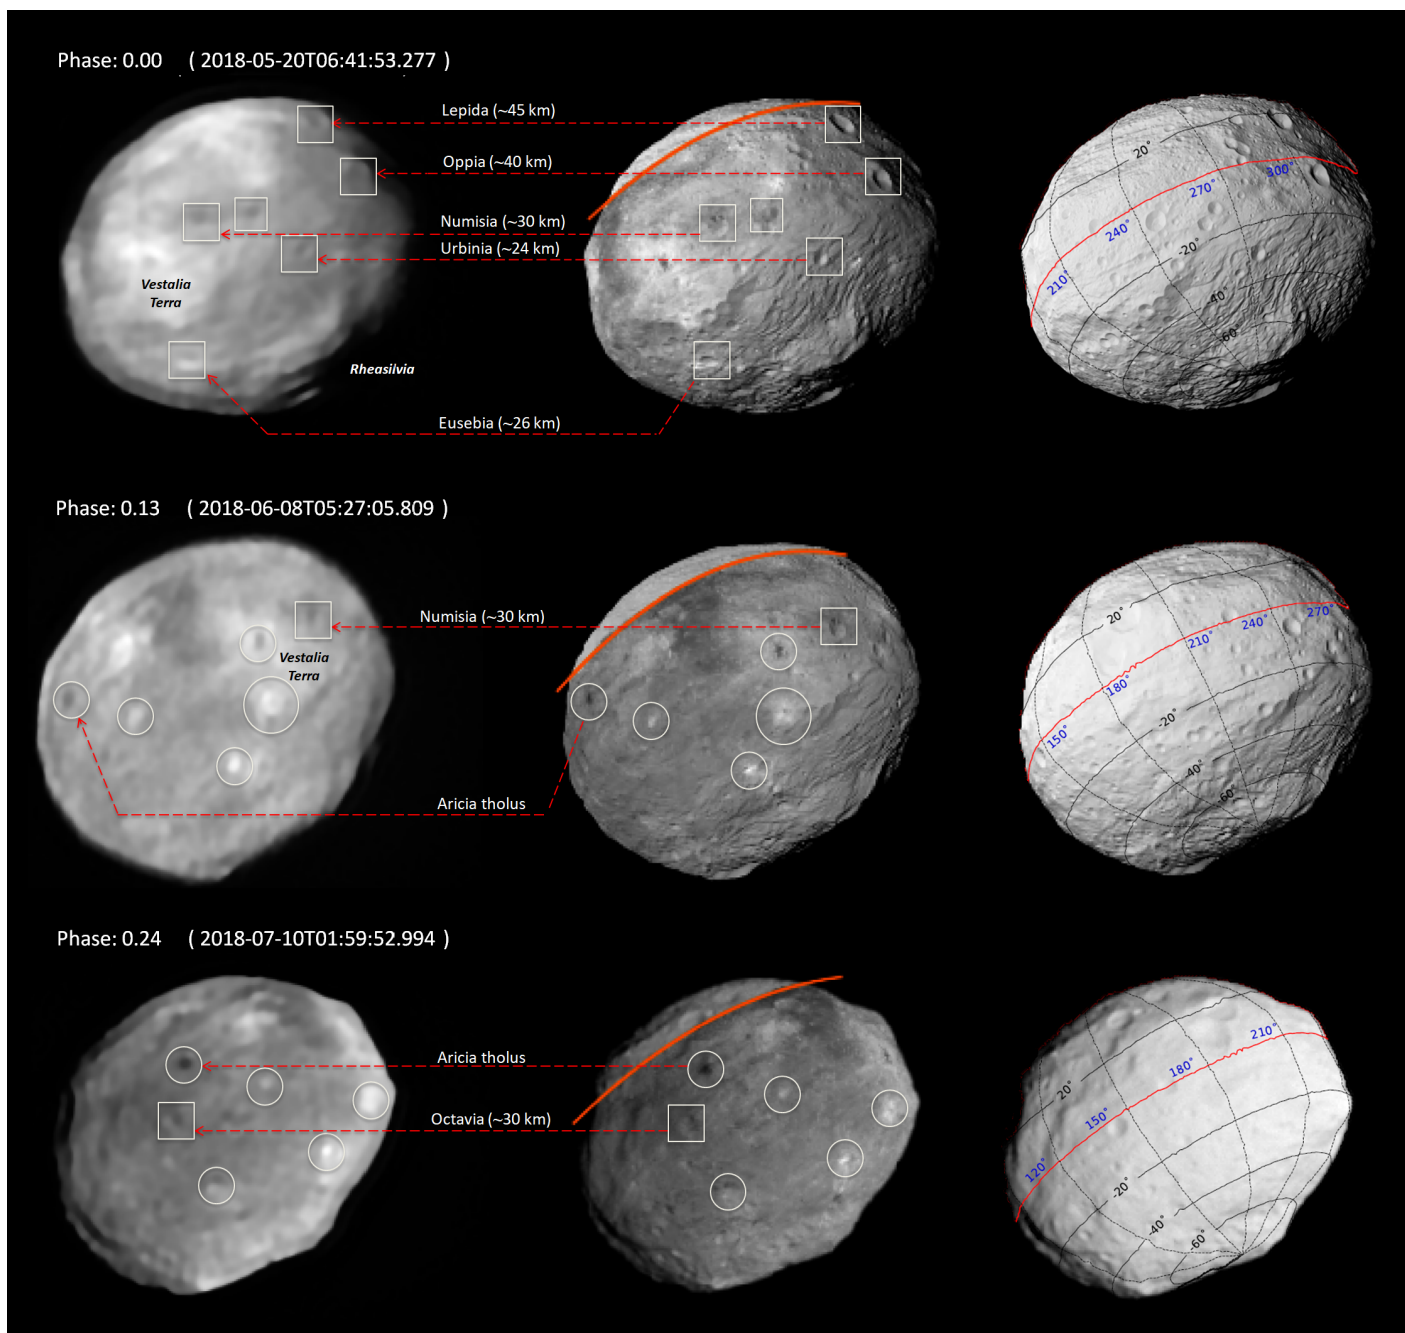 Phase: 0.00 ( 2018-05-20T06:41:53.277 )
Lepida (~45 km)
Oppia (~40 km)
Numisia (~30 km)
Urbinia (~24 km)
Vestalia
Terra
Rheasilvia
Eusebia (~26 km)
20°
300°
270°
240°
-20°
210°
-40°
-60°
Phase: 0.13 ( 2018-06-08T05:27:05.809 )
Numisia (~30 km)
Vestalia
Terra
Aricia tholus
20°
270°
240°
210°
180°
-20°
150°
-40°
-60°
Phase: 0.24 ( 2018-07-10T01:59:52.994 )
Aricia tholus
Octavia (~30 km)
210°
180°
20°
150°
120°
-20°
-40°
-60°